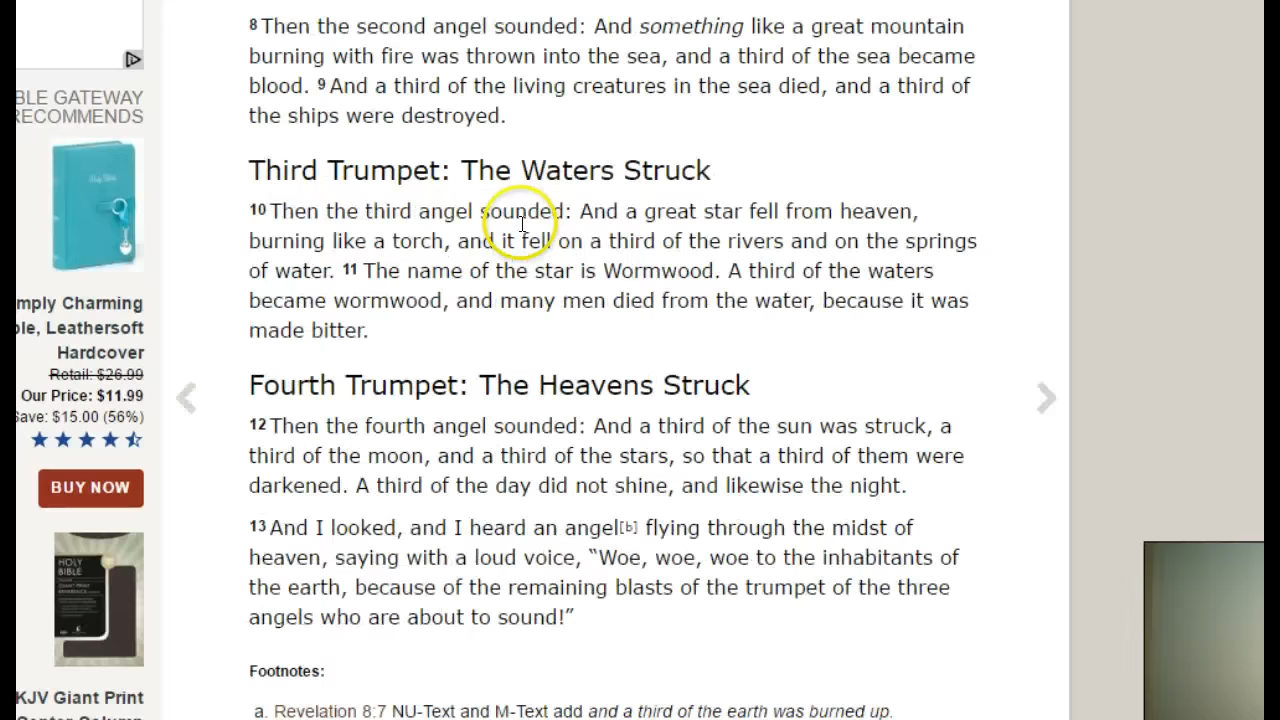 BLE GATEWAY
RECOMMENDS
mply Charming
ble, Leathersoft
Hardcover
Retail: $26.99
Our Price: $11.99
Save: $15.00 (56%)
BUY NOW
HOLY
BIBLE
KJV Giant Print
8 Then the second angel sounded: And something like a great mountain
burning with fire was thrown into the sea, and a third of the sea became
blood. 9 And a third of the living creatures in the sea died, and a third of
the ships were destroyed.
Third Trumpet: The Waters Struck
10 Then the third angel sounded: And a great star fell from heaven,
burning like a torch, and it fell on a third of the rivers and on the springs
of water. 11 The name of the star is Wormwood. A third of the waters
became wormwood, and many men died from the water, because it was
made bitter.
Fourth Trumpet: The Heavens Struck
12 Then the fourth angel sounded: And a third of the sun was struck, a
third of the moon, and a third of the stars, so that a third of them were
darkened. A third of the day did not shine, and likewise the night.
13 And I looked, and I heard an angel[b] flying through the midst of
heaven, saying with a loud voice, “Woe, woe, woe to the inhabitants of
the earth, because of the remaining blasts of the trumpet of the three
angels who are about to sound!”
Footnotes:
a. Revelation 8:7 NU-Text and M-Text add and a third of the earth was burned up.